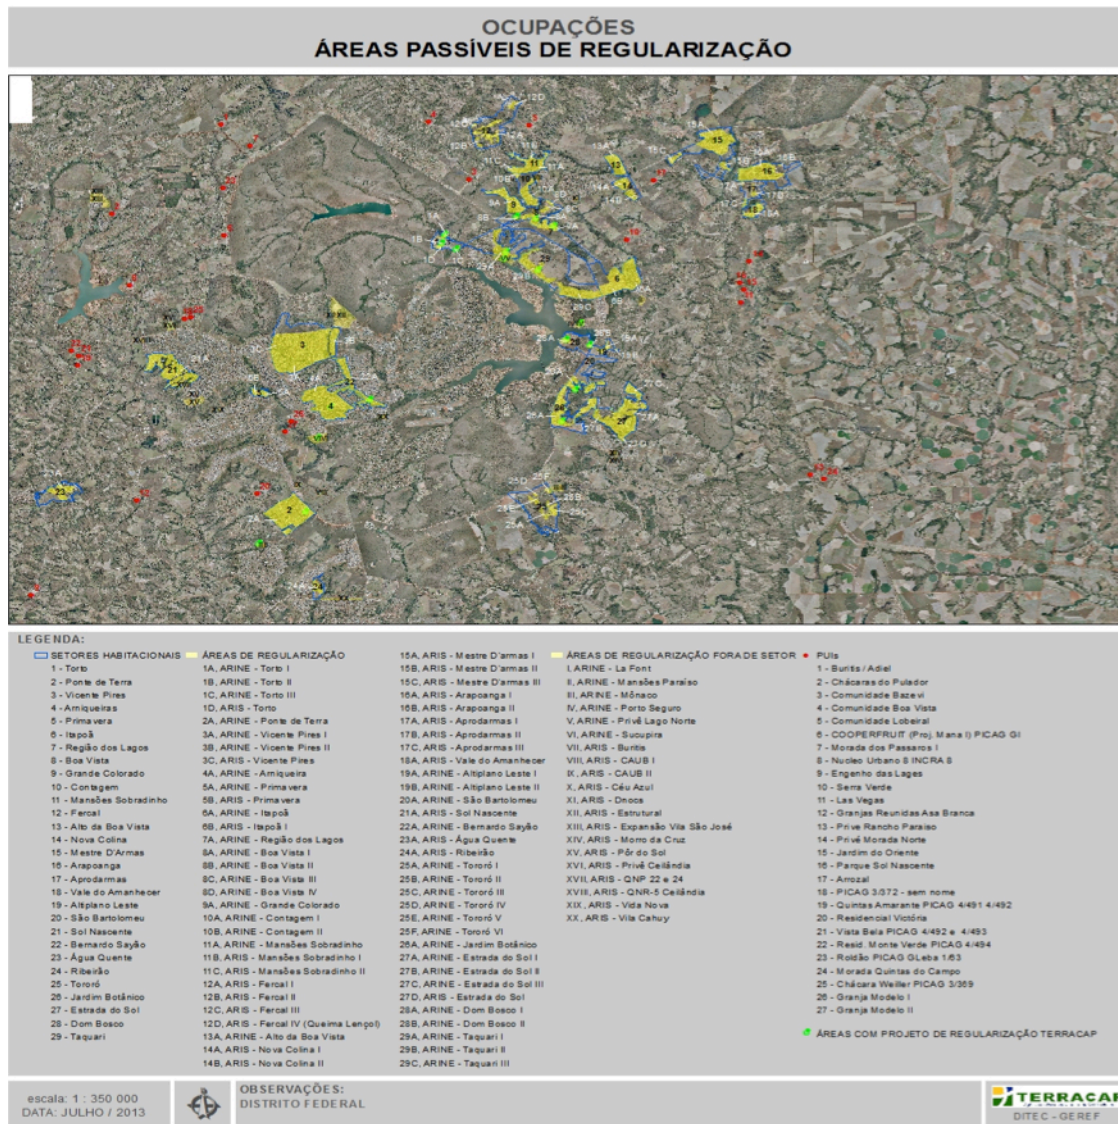 OCUPAÇÕES
ÁREAS PASSÍVEIS DE REGULARIZAÇÃO
LEGENDA:
SETORES HABITACIONAIS
1 - Torto
2 - Ponte de Terra
3 - Vicente Pires
4 - Arniqueiras
5 - Primavera
6 - Itapoã
7 - Região dos Lagos
8 - Boa Vista
9 - Grande Colorado
10 - Contagem
11 - Mansões Sobradinho
12 - Fercal
13 - Alto da Boa Vista
14 - Nova Colina
15 - Mestre D'Armas
16 - Arapoanga
17 - Aprodarmas
18 - Vale do Amanhecer
19 - Altiplano Leste
20 - São Bartolomeu
21 - Sol Nascente
22 - Bernardo Sayão
23 - Água Quente
24 - Ribeirão
25 - Tororó
26 - Jardim Botânico
27 - Estrada do Sol
28 - Dom Bosco
29 - Taquari
ÁREAS DE REGULARIZAÇÃO
1A, ARINE - Torto I
1B, ARINE - Torto II
1C, ARINE - Torto III
1D, ARIS - Torto
2A, ARINE - Ponte de Terra
3A, ARINE - Vicente Pires I
3B, ARINE - Vicente Pires II
3C, ARIS - Vicente Pires
4A, ARINE - Arniqueira
5A, ARINE - Primavera
5B, ARIS - Primavera
6A, ARINE - Itapoã
6B, ARIS - Itapoã I
7A, ARINE - Região dos Lagos
8A, ARINE - Boa Vista I
8B, ARINE - Boa Vista II
8C, ARINE - Boa Vista III
8D, ARINE - Boa Vista IV
9A, ARINE - Grande Colorado
10A, ARINE - Contagem I
10B, ARINE - Contagem II
11A, ARINE - Mansões Sobradinho
11B, ARIS - Mansões Sobradinho I
11C, ARIS - Mansões Sobradinho II
12A, ARIS - Fercal I
12B, ARIS - Fercal II
12C, ARIS - Fercal III
12D, ARIS - Fercal IV (Queima Lençol)
13A, ARINE - Alto da Boa Vista
14A, ARIS - Nova Colina I
14B, ARIS - Nova Colina II
15A, ARIS - Mestre D'armas I
15B, ARIS - Mestre D'armas II
15C, ARIS - Mestre D'armas III
16A, ARIS - Arapoanga I
16B, ARIS - Arapoanga II
17A, ARIS - Aprodarmas I
17B, ARIS - Aprodarmas II
17C, ARIS - Aprodarmas III
18A, ARIS - Vale do Amanhecer
19A, ARINE - Altiplano Leste I
19B, ARINE - Altiplano Leste II
20A, ARINE - São Bartolomeu
21A, ARIS - Sol Nascente
22A, ARINE - Bernardo Sayão
23A, ARIS - Água Quente
24A, ARIS - Ribeirão
25A, ARINE - Tororó I
25B, ARINE - Tororó II
25C, ARINE - Tororó III
25D, ARINE - Tororó IV
25E, ARINE - Tororó V
25F, ARINE - Tororó VI
26A, ARINE - Jardim Botânico
27A, ARINE - Estrada do Sol I
27B, ARINE - Estrada do Sol II
27C, ARINE - Estrada do Sol III
27D, ARIS - Estrada do Sol
28A, ARINE - Dom Bosco I
28B, ARINE - Dom Bosco II
29A, ARINE - Taquari I
29B, ARINE - Taquari II
29C, ARINE - Taquari III
ÁREAS DE REGULARIZAÇÃO FORA DE SETOR
I, ARINE - La Font
II, ARINE - Mansões Paraíso
III, ARINE - Mônaco
IV, ARINE - Porto Seguro
V, ARINE - Privê Lago Norte
VI, ARINE - Sucupira
VII, ARIS - Buritis
VIII, ARIS - CAUB I
IX, ARIS - CAUB II
X, ARIS - Céu Azul
XI, ARIS - Dnocs
XII, ARIS - Estrutural
XIII, ARIS - Expansão Vila São José
XIV, ARIS - Morro da Cruz
XV, ARIS - Pôr do Sol
XVI, ARIS - Privê Ceilândia
XVII, ARIS - QNP 22 e 24
XVIII, ARIS - QNR-5 Ceilândia
XIX, ARIS - Vida Nova
XX, ARIS - Vila Cahuy
PUIs
1 - Buritis / Adiel
2 - Chácaras do Pulador
3 - Comunidade Bazevi
4 - Comunidade Boa Vista
5 - Comunidade Lobeiral
6 - COOPERFRUIT (Proj. Mana I) PICAG GI
7 - Morada dos Passaros I
8 - Nucleo Urbano 8 INCRA 8
9 - Engenho das Lages
10 - Serra Verde
11 - Las Vegas
12 - Granjas Reunidas Asa Branca
13 - Prive Rancho Paraiso
14 - Privé Morada Norte
15 - Jardim do Oriente
16 - Parque Sol Nascente
17 - Arrozal
18 - PICAG 3/372 - sem nome
19 - Quintas Amarante PICAG 4/491 4/492
20 - Residencial Victória
21 - Vista Bela PICAG 4/492 e 4/493
22 - Resid. Monte Verde PICAG 4/494
23 - Roldão PICAG GLeba 1/63
24 - Morada Quintas do Campo
25 - Chácara Weiller PICAG 3/369
26 - Granja Modelo I
27 - Granja Modelo II
ÁREAS COM PROJETO DE REGULARIZAÇÃO TERRACAP
escala: 1 : 350 000
DATA: JULHO / 2013
OBSERVAÇÕES:
DISTRITO FEDERAL
TERRACAP
DITEC - GEREF